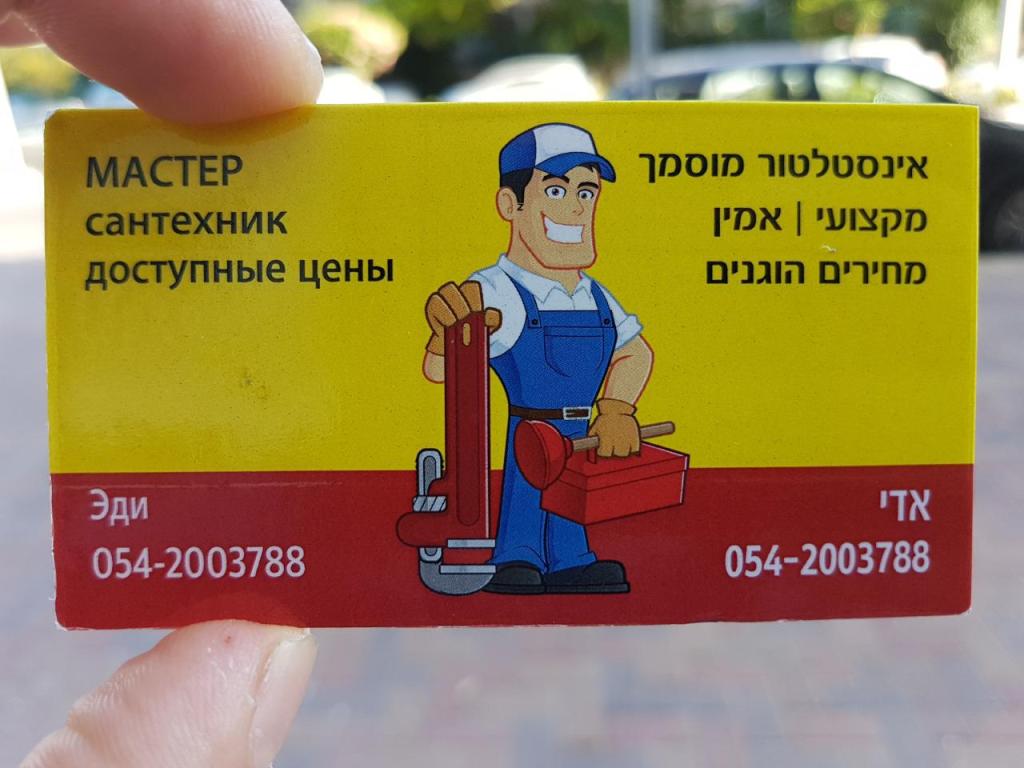 МАСТЕР
сантехник
доступные цены
אינסטלטור מוסמך
מקצועי | אמין
מחירים הוגנים
Эди
054-2003788
אדי
054-2003788